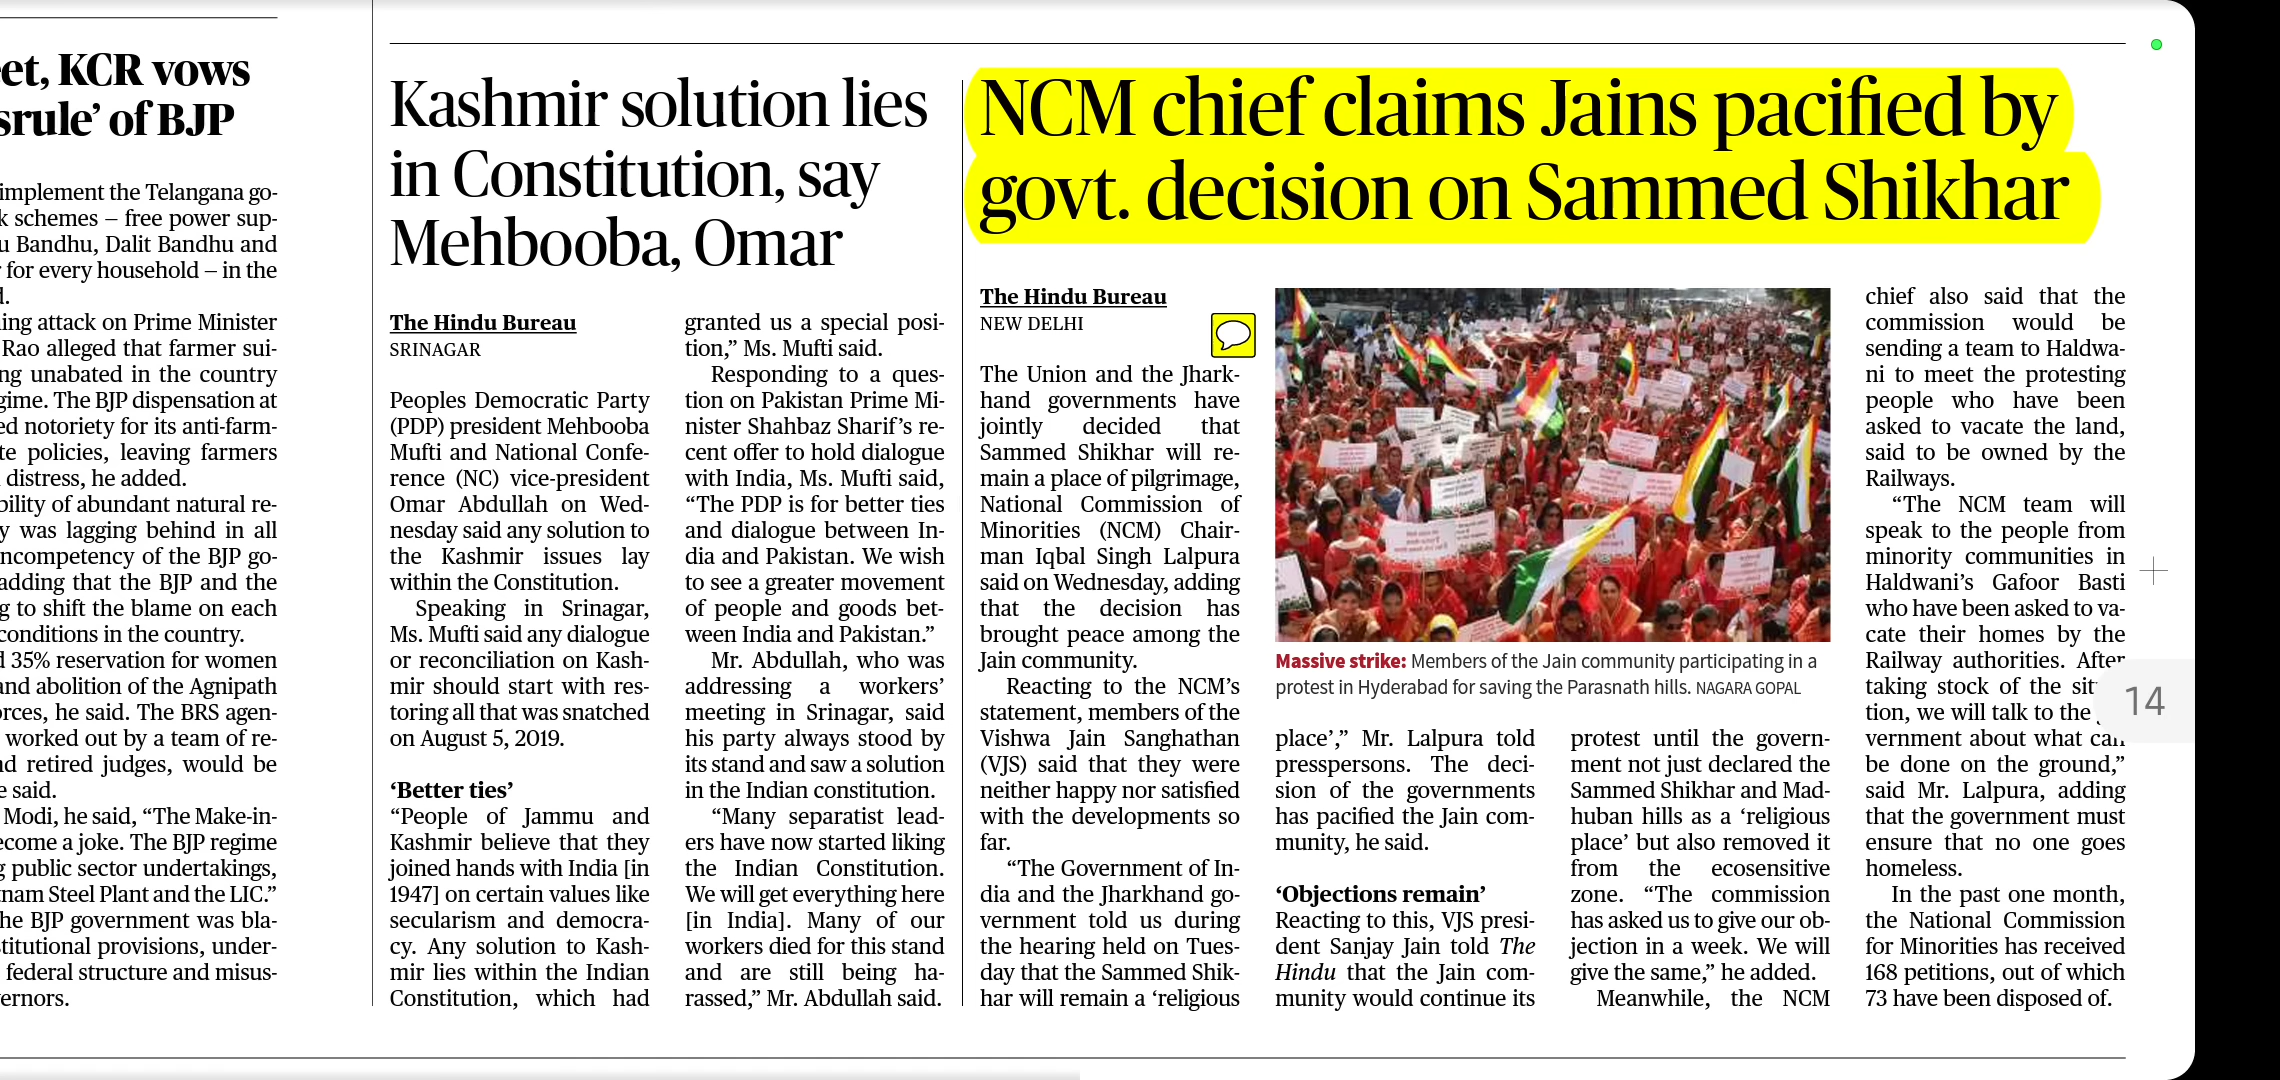 et, KCR vows
srule’ of BJP
implement the Telangana go-
k schemes – free power sup-
u Bandhu, Dalit Bandhu and
for every household – in the
d.
ing attack on Prime Minister
Rao alleged that farmer sui-
ng unabated in the country
gime. The BJP dispensation at
ed notoriety for its anti-farm-
te policies, leaving farmers
distress, he added.
bility of abundant natural re-
y was lagging behind in all
ncompetency of the BJP go-
adding that the BJP and the
g to shift the blame on each
conditions in the country.
d 35% reservation for women
and abolition of the Agnipath
orces, he said. The BRS agen-
worked out by a team of re-
nd retired judges, would be
e said.
Modi, he said, “The Make-in-
ecome a joke. The BJP regime
g public sector undertakings,
tnam Steel Plant and the LIC.”
he BJP government was bla-
stitutional provisions, under-
federal structure and misus-
vernors.
Kashmir solution lies
in Constitution, say
Mehbooba, Omar
The Hindu Bureau
SRINAGAR
Peoples Democratic Party
(PDP) president Mehbooba
Mufti and National Confe-
rence (NC) vice-president
Omar Abdullah on Wed-
nesday said any solution to
the Kashmir issues lay
within the Constitution.
Speaking in Srinagar,
Ms. Mufti said any dialogue
or reconciliation on Kash-
mir should start with res-
toring all that was snatched
on August 5, 2019.
‘Better ties’
“People of Jammu and
Kashmir believe that they
joined hands with India [in
1947] on certain values like
secularism and democra-
cy. Any solution to Kash-
mir lies within the Indian
Constitution, which had
granted us a special posi-
tion,” Ms. Mufti said.
Responding to a ques-
tion on Pakistan Prime Mi-
nister Shahbaz Sharif’s re-
cent offer to hold dialogue
with India, Ms. Mufti said,
“The PDP is for better ties
and dialogue between In-
dia and Pakistan. We wish
to see a greater movement
of people and goods bet-
ween India and Pakistan.”
Mr. Abdullah, who was
addressing a workers’
meeting in Srinagar, said
his party always stood by
its stand and saw a solution
in the Indian constitution.
“Many separatist lead-
ers have now started liking
the Indian Constitution.
We will get everything here
[in India]. Many of our
workers died for this stand
and are still being ha-
rassed,” Mr. Abdullah said.
NCM chief claims Jains pacified by
govt. decision on Sammed Shikhar
The Hindu Bureau
NEW DELHI
The Union and the Jhark-
hand governments have
jointly decided that
Sammed Shikhar will re-
main a place of pilgrimage,
National Commission of
Minorities (NCM) Chair-
man Iqbal Singh Lalpura
said on Wednesday, adding
that the decision has
brought peace among the
Jain community.
Reacting to the NCM’s
statement, members of the
Vishwa Jain Sanghathan
(VJS) said that they were
neither happy nor satisfied
with the developments so
far.
“The Government of In-
dia and the Jharkhand go-
vernment told us during
the hearing held on Tues-
day that the Sammed Shik-
har will remain a ‘religious
Massive strike: Members of the Jain community participating in a
protest in Hyderabad for saving the Parasnath hills. NAGARA GOPAL
place’,” Mr. Lalpura told
presspersons. The deci-
sion of the governments
has pacified the Jain com-
munity, he said.
‘Objections remain’
Reacting to this, VJS presi-
dent Sanjay Jain told The
Hindu that the Jain com-
munity would continue its
protest until the govern-
ment not just declared the
Sammed Shikhar and Mad-
huban hills as a ‘religious
place’ but also removed it
from the ecosensitive
zone. “The commission
has asked us to give our ob-
jection in a week. We will
give the same,” he added.
Meanwhile, the NCM
chief also said that the
commission would be
sending a team to Haldwa-
ni to meet the protesting
people who have been
asked to vacate the land,
said to be owned by the
Railways.
“The NCM team will
speak to the people from
minority communities in
Haldwani’s Gafoor Basti
who have been asked to va-
cate their homes by the
Railway authorities. After
taking stock of the sit
tion, we will talk to the
vernment about what can
be done on the ground,”
said Mr. Lalpura, adding
that the government must
ensure that no one goes
homeless.
In the past one month,
the National Commission
for Minorities has received
168 petitions, out of which
73 have been disposed of.
14